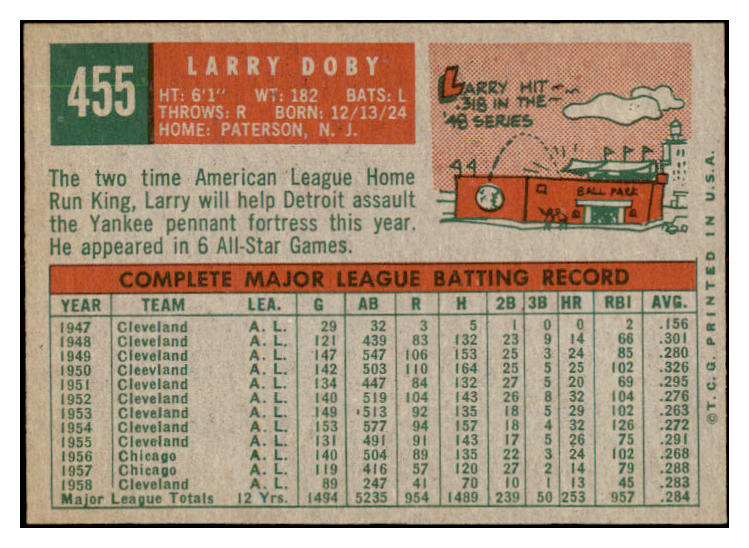 455
LARRY DOBY
HT: 6'1" WT: 182 BATS: L
THROWS: R BORN: 12/13/24
HOME: PATERSON, N. J.
LARRY HIT
.318 IN THE
'48 SERIES
BALL PARK
The two time American League Home
Run King, Larry will help Detroit assault
the Yankee pennant fortress this year.
He appeared in 6 All-Star Games.
COMPLETE MAJOR LEAGUE BATTING RECORD
YEAR TEAM LEA. G AB R H 2B 3B HR RBI AVG.
1947 Cleveland A. L. 29 32 3 5 1 0 0 2 .156
1948 Cleveland A. L. 121 439 83 132 23 9 14 66 .301
1949 Cleveland A. L. 147 547 106 153 25 3 24 85 .280
1950 Cleevland A. L. 142 503 110 164 25 5 25 102 .326
1951 Cleveland A. L. 134 447 84 132 27 5 20 69 .295
1952 Cleveland A. L. 140 519 104 143 26 8 32 104 .276
1953 Cleveland A. L. 149 513 92 135 18 5 29 102 .263
1954 Cleveland A. L. 153 577 94 157 18 4 32 126 .272
1955 Cleveland A. L. 131 491 91 143 17 5 26 75 .291
1956 Chicago A. L. 140 504 89 135 22 3 24 102 .268
1957 Chicago A. L. 119 416 57 120 27 2 14 79 .288
1958 Cleveland A. L. 89 247 41 70 10 1 13 45 .283
Major League Totals 12 Yrs. 1494 5235 954 1489 239 50 253 957 .284
©T.C.G. PRINTED IN U.S.A.